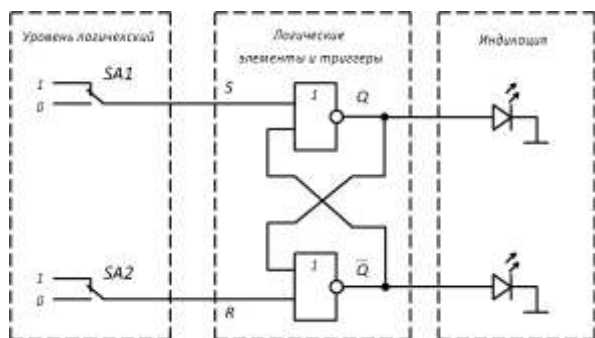 Уровень логический
Логические
элементы и триггеры
Индикация
1
0
SA1
S
1
Q
1
0
SA2
R
1
Q̅